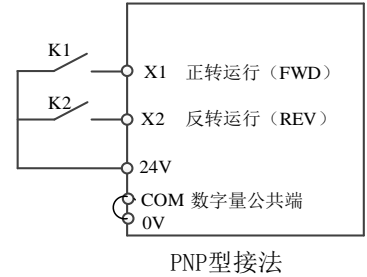 K1
X1 正转运行（FWD）
K2
X2 反转运行（REV）
24V
COM 数字量公共端
0V
PNP型接法